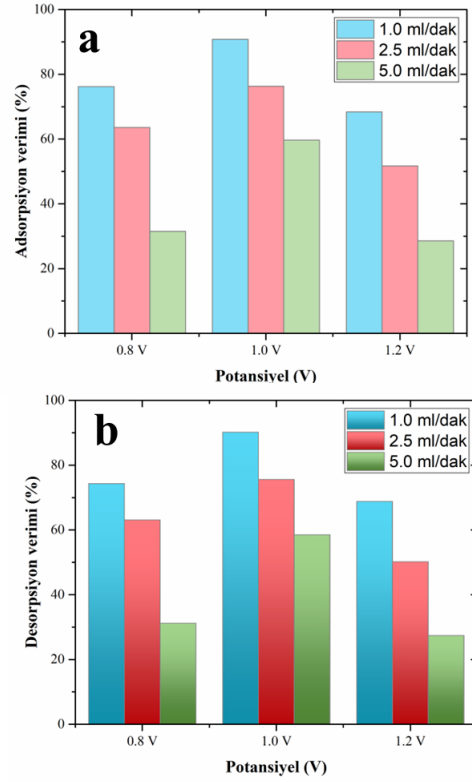 a
1.0 ml/dak
2.5 ml/dak
5.0 ml/dak
Adsorpsiyon verimi (%)
100
80
60
40
20
0
0.8 V
1.0 V
1.2 V
Potansiyel (V)
b
1.0 ml/dak
2.5 ml/dak
5.0 ml/dak
Desorpsiyon verimi (%)
100
80
60
40
20
0
0.8 V
1.0 V
1.2 V
Potansiyel (V)